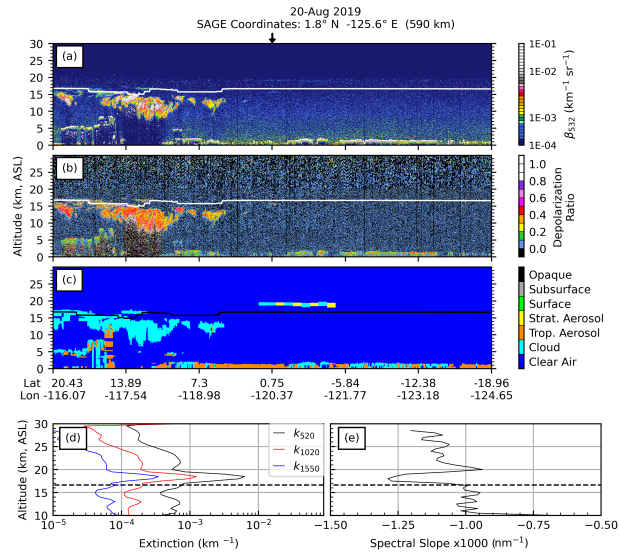 20-Aug 2019
SAGE Coordinates: 1.8° N -125.6° E (590 km)
(a)
30
25
20
15
10
5
0
1E-01
1E-02
1E-03
1E-04
β532 (km⁻¹ sr⁻¹)
(b)
Altitude (km, ASL)
30
25
20
15
10
5
0
1.0
0.8
0.6
0.4
0.2
0.0
Depolarization
Ratio
(c)
30
25
20
15
10
5
0
Opaque
Subsurface
Surface
Strat. Aerosol
Trop. Aerosol
Cloud
Clear Air
Lat 20.43 13.89 7.3 0.75 -5.84 -12.38 -18.96
Lon -116.07 -117.54 -118.98 -120.37 -121.77 -123.18 -124.65
(d)
Altitude (km, ASL)
30
25
20
15
10
k520
k1020
k1550
10⁻⁵ 10⁻⁴ 10⁻³ 10⁻²
Extinction (km⁻¹)
(e)
-1.50 -1.25 -1.00 -0.75 -0.50
Spectral Slope x1000 (nm⁻¹)